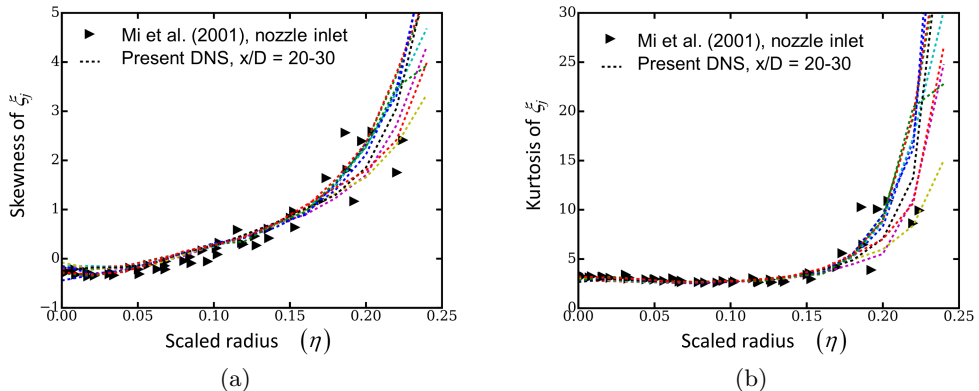 5
4
3
2
1
0
−1
0.00
0.05
0.10
0.15
0.20
0.25
Skewness of ξj
Scaled radius (η)
Mi et al. (2001), nozzle inlet
Present DNS, x/D = 20-30
(a)
30
25
20
15
10
5
0
0.00
0.05
0.10
0.15
0.20
0.25
Kurtosis of ξj
Scaled radius (η)
Mi et al. (2001), nozzle inlet
Present DNS, x/D = 20-30
(b)